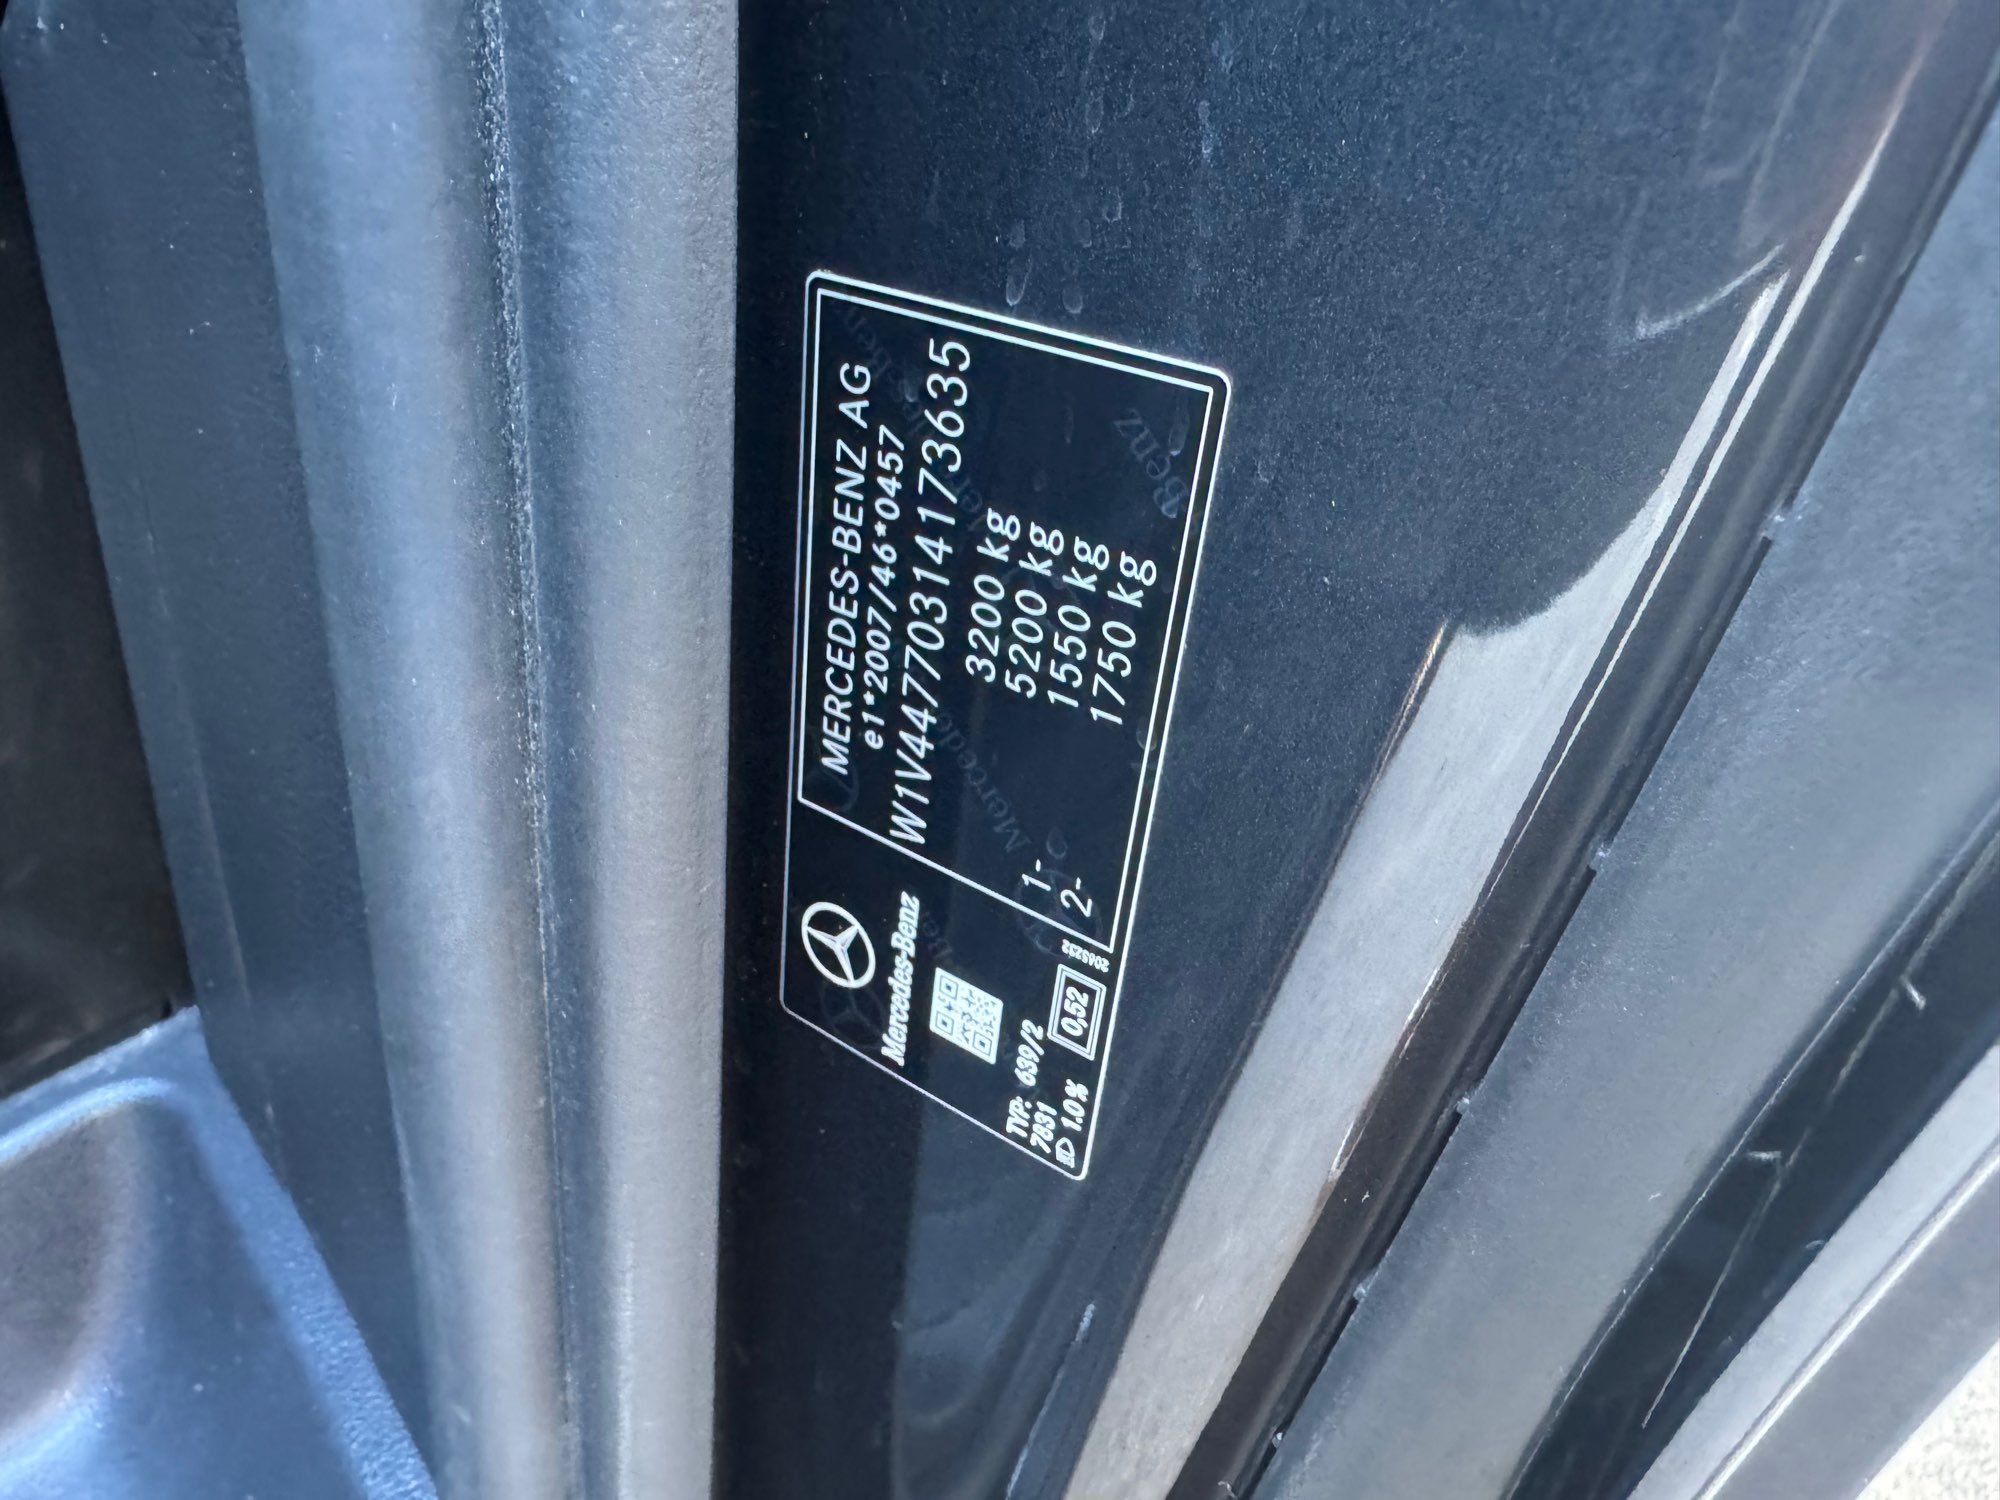 MERCEDES-BENZ AG
e1*2007/46*0457
W1V44770314173635
3200 kg
5200 kg
1- 1550 kg
2- 1750 kg
Mercedes-Benz
TYP: 639/2
7831
1.0%
0,52